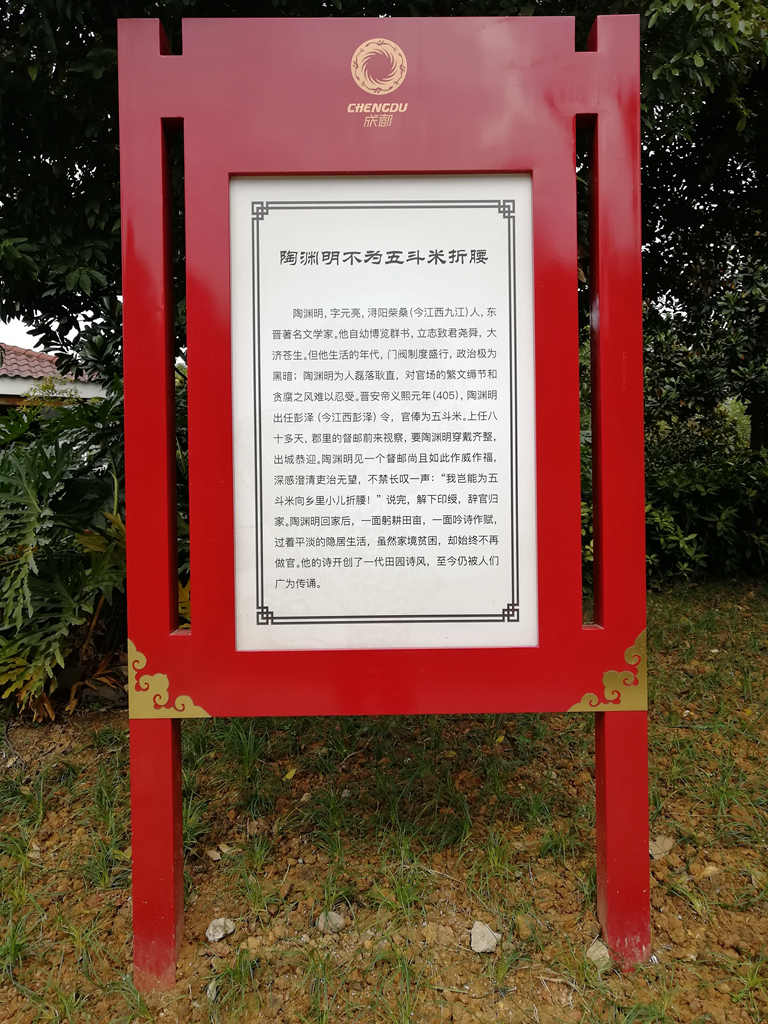 CHENGDU
成都
陶渊明不为五斗米折腰
陶渊明，字元亮，浔阳柴桑（今江西九江）人，东
晋著名文学家。他自幼博览群书，立志致君尧舜，大
济苍生。但他生活的年代，门阀制度盛行，政治极为
黑暗；陶渊明为人磊落耿直，对官场的繁文缛节和
贪腐之风难以忍受。晋安帝义熙元年（405），陶渊明
出任彭泽（今江西彭泽）令，官俸为五斗米。上任八
十多天，郡里的督邮前来视察，要陶渊明穿戴齐整，
出城恭迎。陶渊明见一个督邮尚且如此作威作福，
深感澄清吏治无望，不禁长叹一声：“我岂能为五
斗米向乡里小儿折腰！”说完，解下印绶，辞官归
家。陶渊明回家后，一面躬耕田亩，一面吟诗作赋，
过着平淡的隐居生活，虽然家境贫困，却始终不再
做官。他的诗开创了一代田园诗风，至今仍被人们
广为传诵。